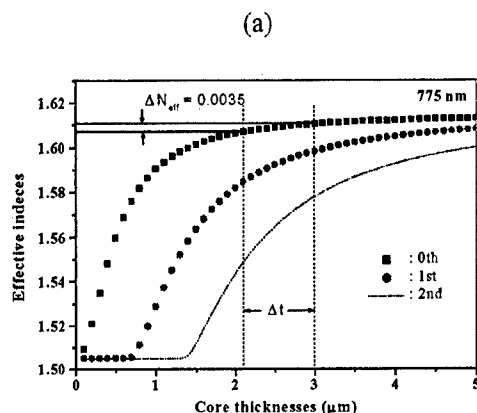 (a)
ΔN_eff = 0.0035
775 nm
1.62
1.60
1.58
1.56
1.54
1.52
1.50
Effective indeces
■ : 0th
● : 1st
: 2nd
Δt
0 1 2 3 4 5
Core thicknesses (μm)